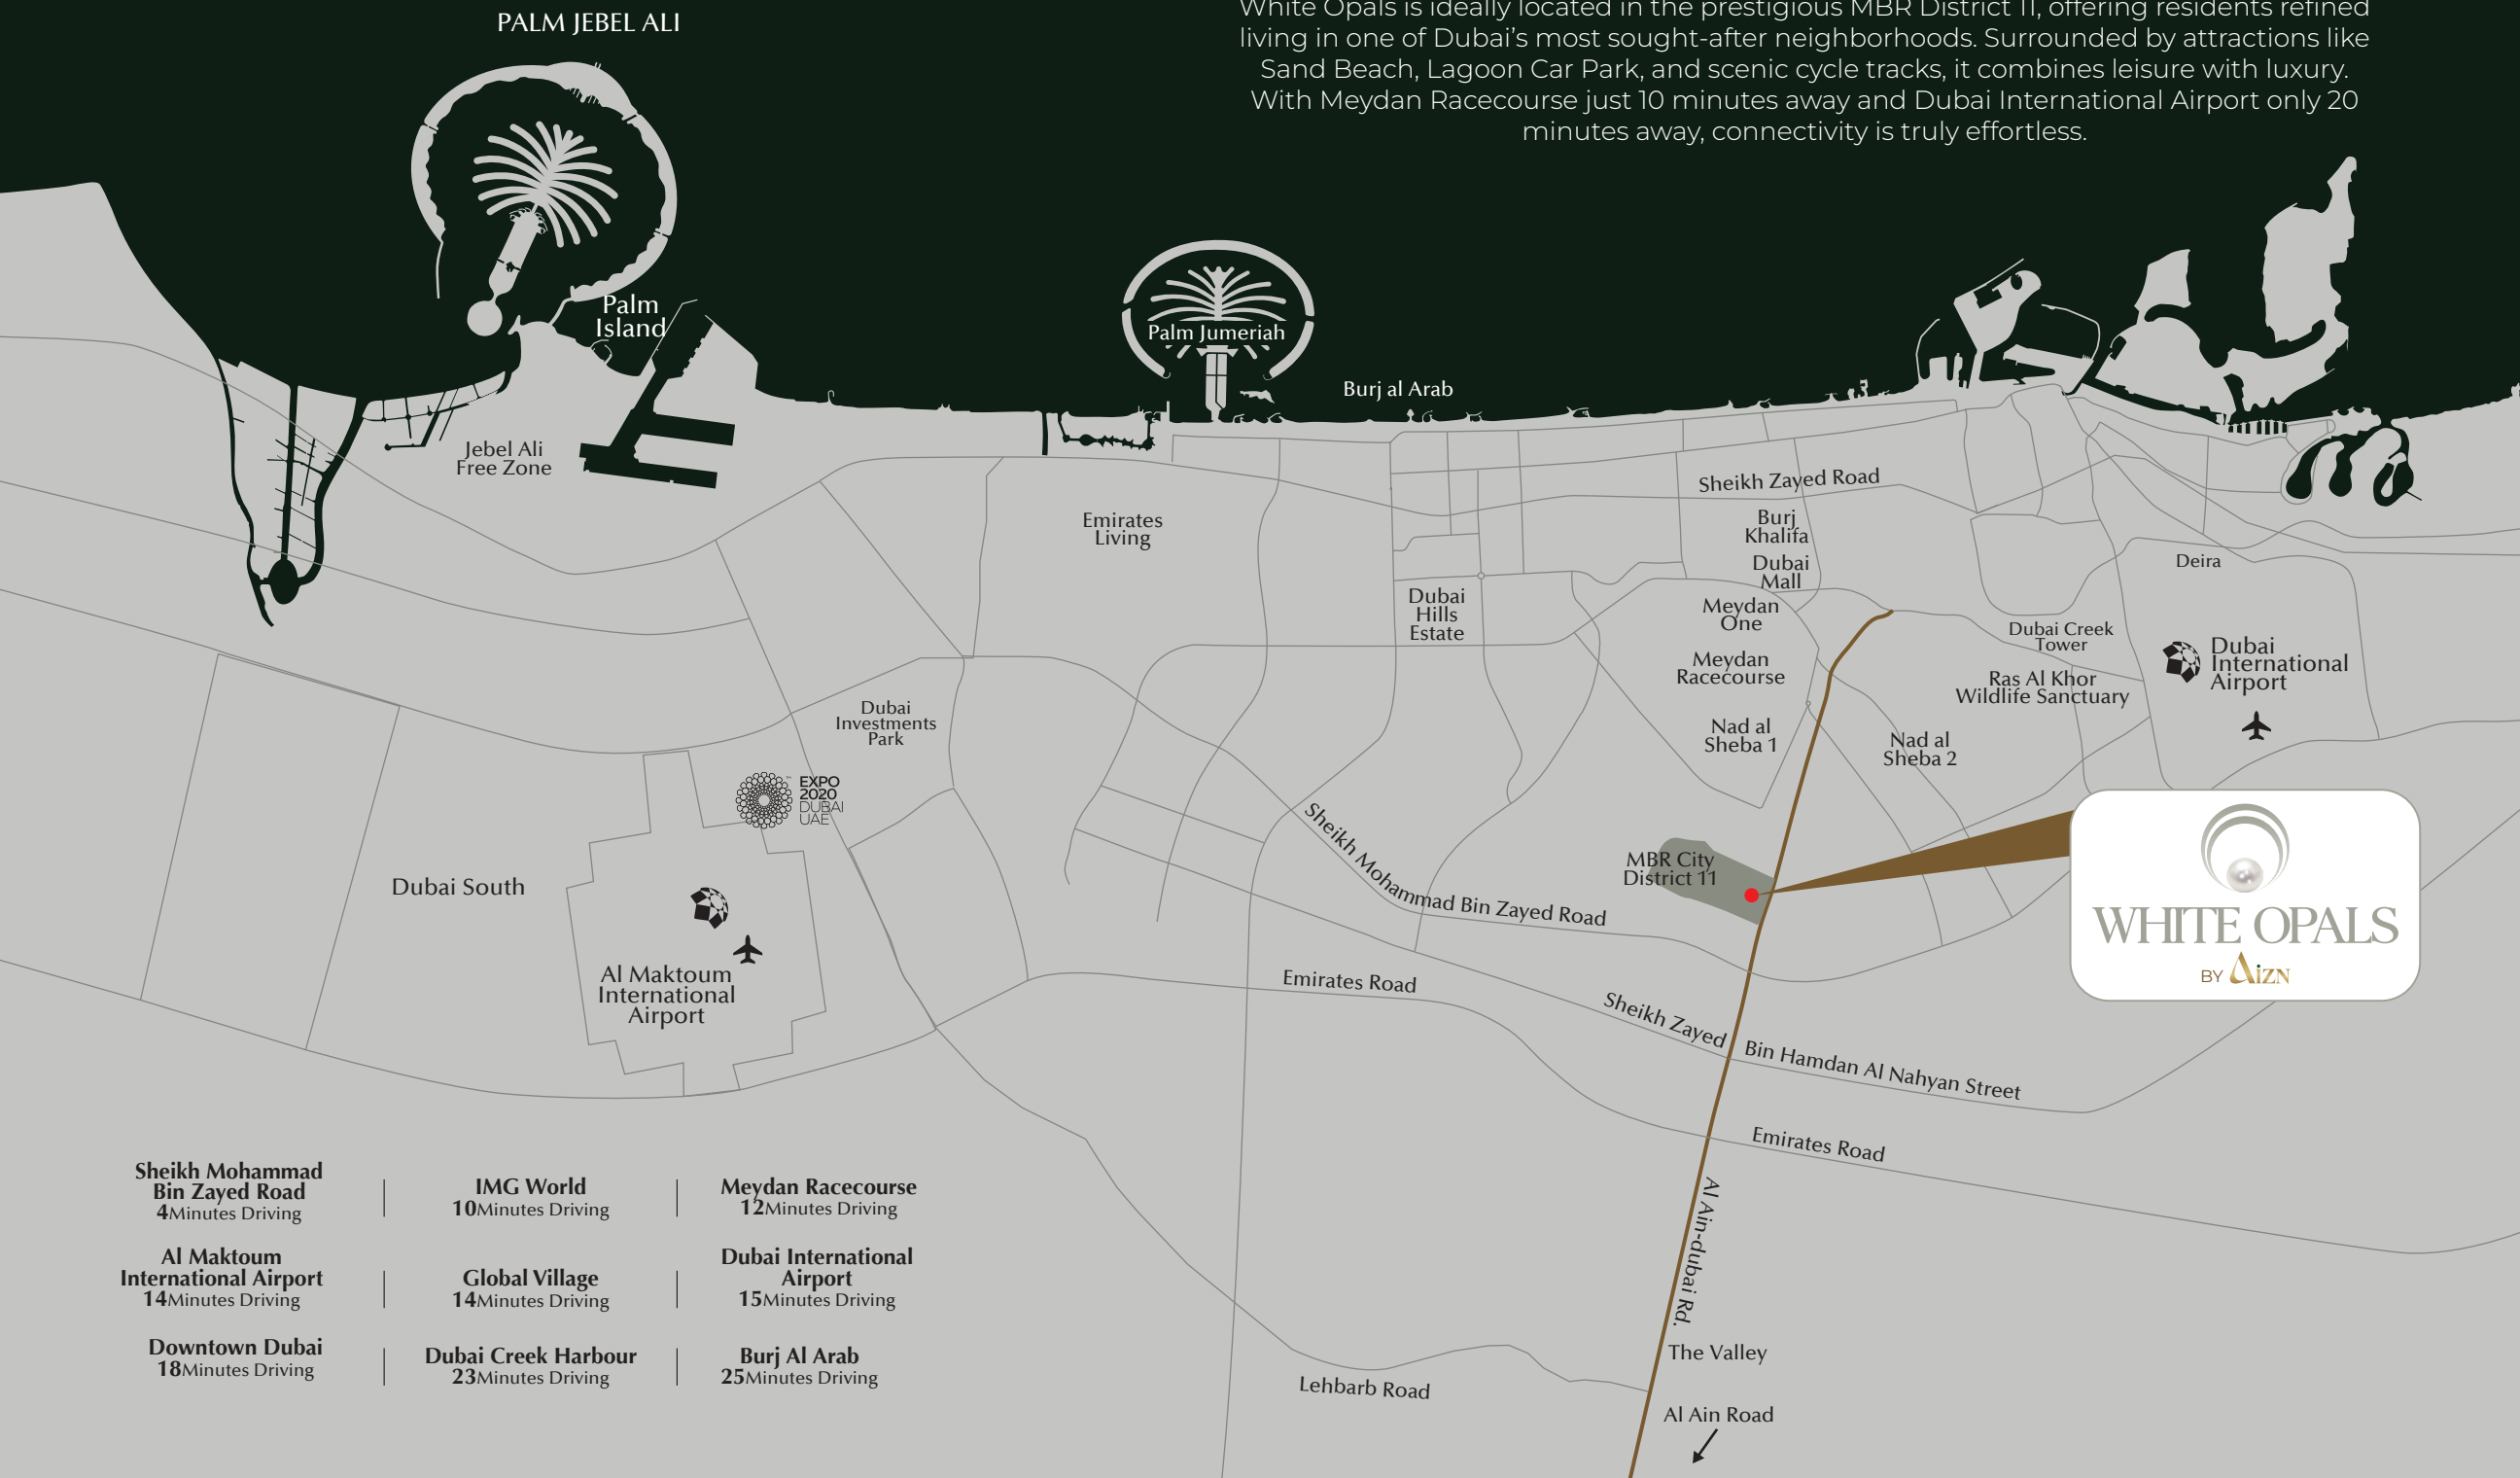 PALM JEBEL ALI
White Opals is ideally located in the prestigious MBR District 11, offering residents refined
living in one of Dubai's most sought-after neighborhoods. Surrounded by attractions like
Sand Beach, Lagoon Car Park, and scenic cycle tracks, it combines leisure with luxury.
With Meydan Racecourse just 10 minutes away and Dubai International Airport only 20
minutes away, connectivity is truly effortless.
Palm
Island
Palm Jumeriah
Burj al Arab
Jebel Ali
Free Zone
Emirates
Living
Sheikh Zayed Road
Burj
Khalifa
Dubai
Mall
Deira
Dubai
Hills
Estate
Meydan
One
Meydan
Racecourse
Dubai Creek
Tower
Ras Al Khor
Wildlife Sanctuary
Dubai
International
Airport
Nad al
Sheba 1
Nad al
Sheba 2
Dubai
Investments
Park
EXPO
2020
DUBAI
UAE
™
Dubai South
Al Maktoum
International
Airport
Sheikh Mohammad Bin Zayed Road
MBR City
District 11
WHITE OPALS
BY AiZN
Emirates Road
Sheikh Zayed
Bin Hamdan Al Nahyan Street
Emirates Road
Al Ain-dubai Rd.
The Valley
Lehbarb Road
Al Ain Road
Sheikh Mohammad
Bin Zayed Road
4Minutes Driving
IMG World
10Minutes Driving
Meydan Racecourse
12Minutes Driving
Al Maktoum
International Airport
14Minutes Driving
Global Village
14Minutes Driving
Dubai International
Airport
15Minutes Driving
Downtown Dubai
18Minutes Driving
Dubai Creek Harbour
23Minutes Driving
Burj Al Arab
25Minutes Driving